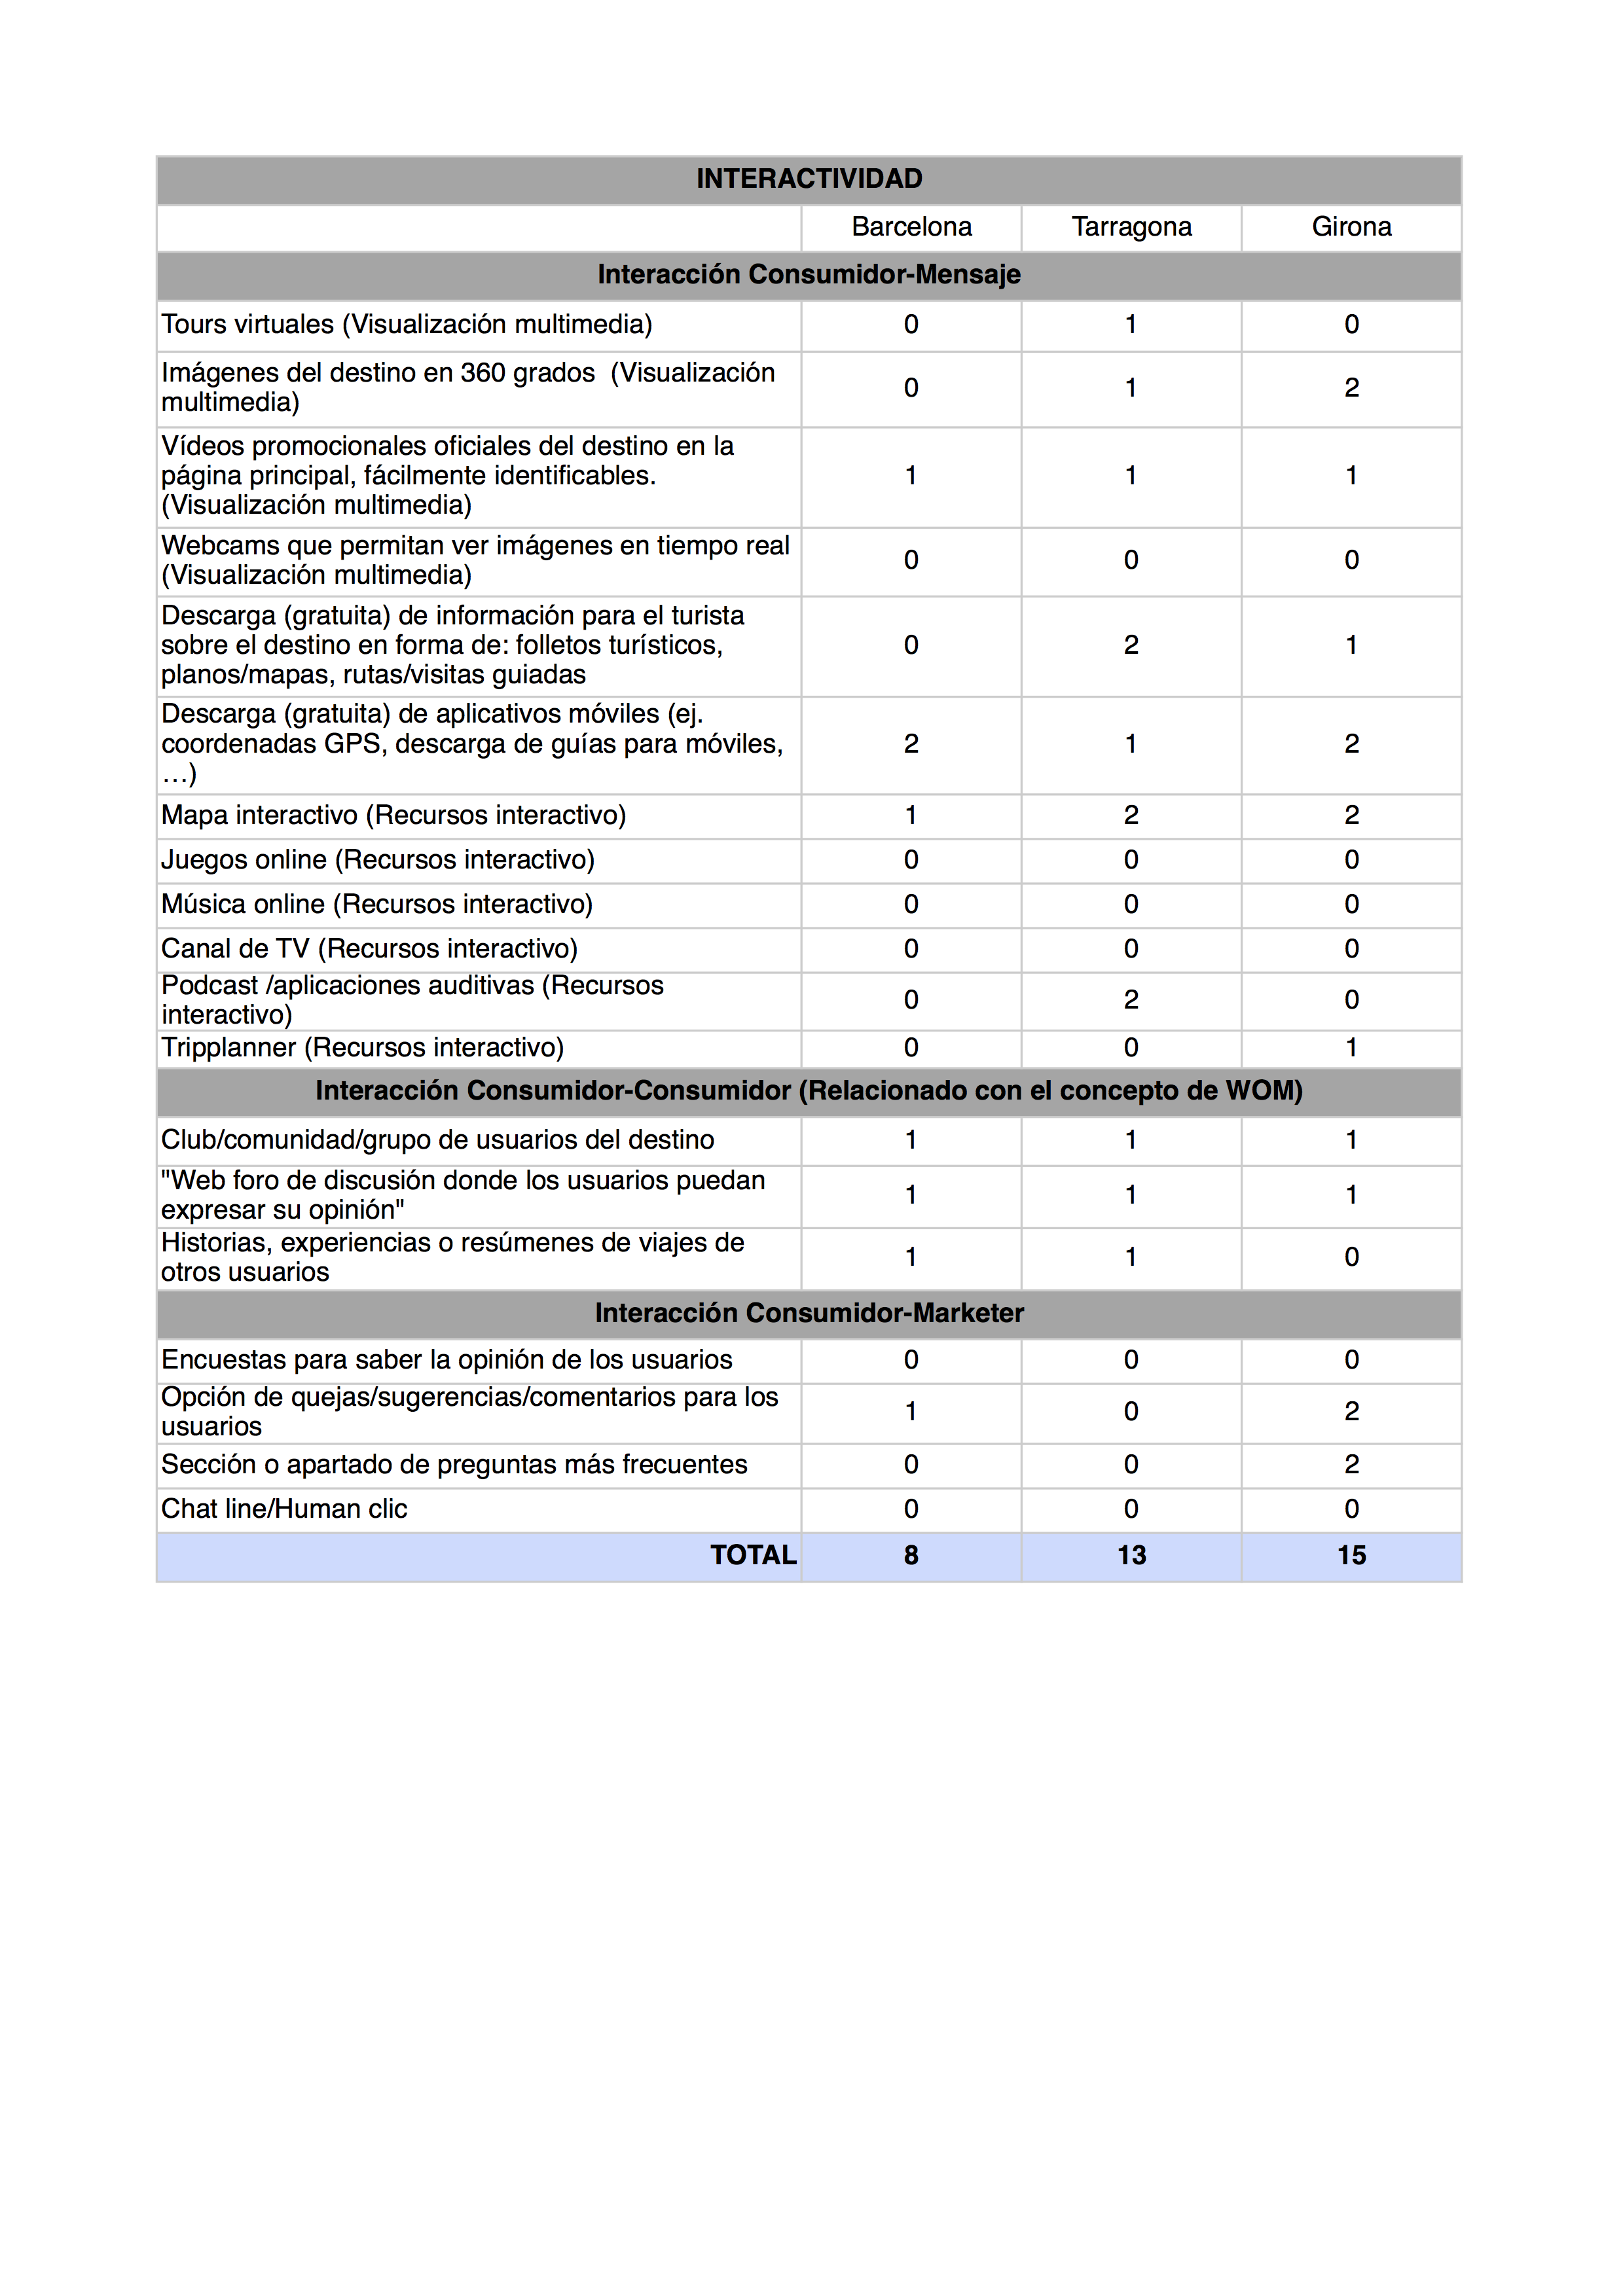 INTERACTIVIDAD
Barcelona Tarragona Girona
Interacción Consumidor-Mensaje
Tours virtuales (Visualización multimedia) 0 1 0
Imágenes del destino en 360 grados  (Visualización
multimedia) 0 1 2
Vídeos promocionales oficiales del destino en la
página principal, fácilmente identificables.
(Visualización multimedia) 1 1 1
Webcams que permitan ver imágenes en tiempo real
(Visualización multimedia) 0 0 0
Descarga (gratuita) de información para el turista
sobre el destino en forma de: folletos turísticos,
planos/mapas, rutas/visitas guiadas 0 2 1
Descarga (gratuita) de aplicativos móviles (ej.
coordenadas GPS, descarga de guías para móviles,
…) 2 1 2
Mapa interactivo (Recursos interactivo) 1 2 2
Juegos online (Recursos interactivo) 0 0 0
Música online (Recursos interactivo) 0 0 0
Canal de TV (Recursos interactivo) 0 0 0
Podcast /aplicaciones auditivas (Recursos
interactivo) 0 2 0
Tripplanner (Recursos interactivo) 0 0 1
Interacción Consumidor-Consumidor (Relacionado con el concepto de WOM)
Club/comunidad/grupo de usuarios del destino 1 1 1
"Web foro de discusión donde los usuarios puedan
expresar su opinión" 1 1 1
Historias, experiencias o resúmenes de viajes de
otros usuarios 1 1 0
Interacción Consumidor-Marketer
Encuestas para saber la opinión de los usuarios 0 0 0
Opción de quejas/sugerencias/comentarios para los
usuarios 1 0 2
Sección o apartado de preguntas más frecuentes 0 0 2
Chat line/Human clic 0 0 0
TOTAL 8 13 15